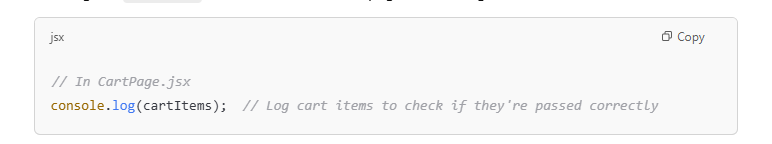 jsx
Copy
// In CartPage.jsx
console.log(cartItems);  // Log cart items to check if they're passed correctly